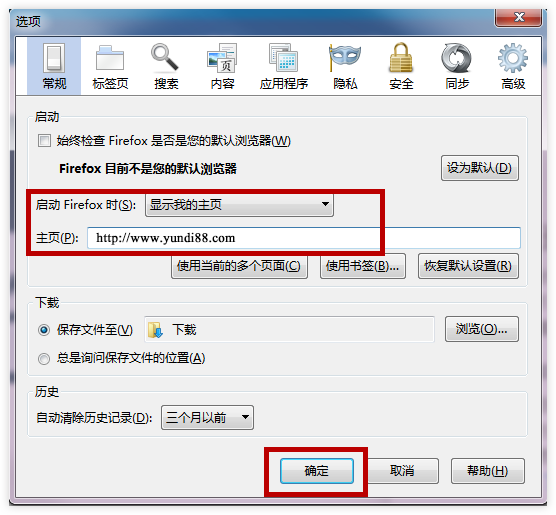 选项
常规 标签页 搜索 内容 应用程序 隐私 安全 同步 高级
启动
始终检查 Firefox 是否是您的默认浏览器(W)
Firefox 目前不是您的默认浏览器 设为默认(D)
启动 Firefox 时(S): 显示我的主页
主页(P): http://www.yundi88.com
使用当前的多个页面(C) 使用书签(B)... 恢复默认设置(R)
下载
保存文件至(V) 下载 浏览(O)...
总是询问保存文件的位置(A)
历史
自动清除历史记录(D): 三个月以前
确定 取消 帮助(H)